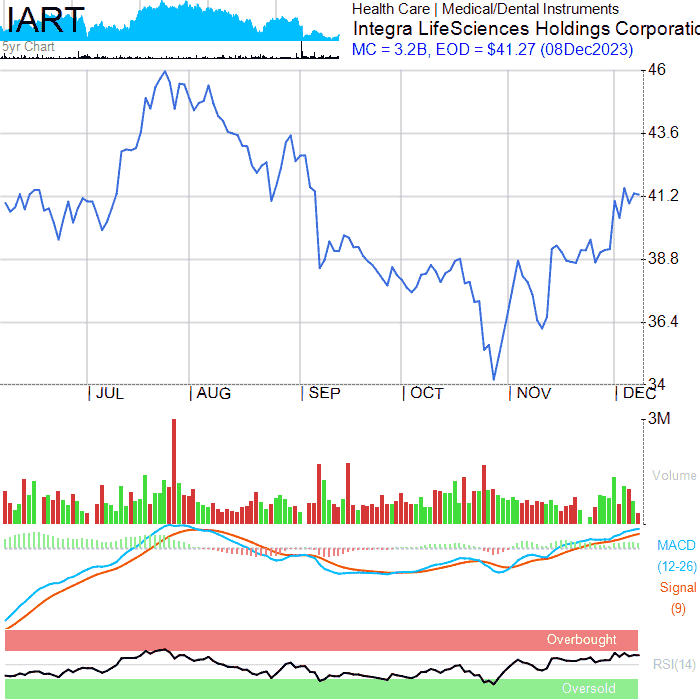 IART
5yr Chart
Health Care | Medical/Dental Instruments
Integra LifeSciences Holdings Corporatio
MC = 3.2B, EOD = $41.27 (08Dec2023)
46
43.6
41.2
38.8
36.4
34
JUL
AUG
SEP
OCT
NOV
DEC
3M
Volume
MACD
(12-26)
Signal
(9)
Overbought
RSI(14)
Oversold